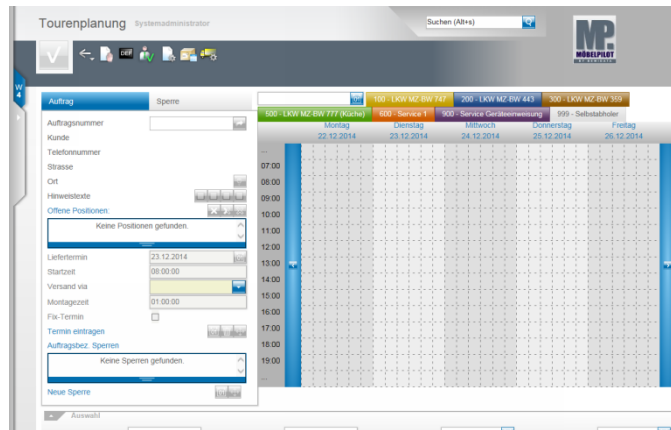 Tourenplanung Systemadministrator
Suchen (Alt+s)
MP
MÖBELPILOT
DEF
W
4
Auftrag
Sperre
100 - LKW MZ-BW 747
200 - LKW MZ-BW 443
300 - LKW MZ-BW 359
500 - LKW MZ-BW 777 (Küche)
600 - Service 1
900 - Service Geräteeinweisung
999 - Selbstabholer
Montag
Dienstag
Mittwoch
Donnerstag
Freitag
22.12.2014
23.12.2014
24.12.2014
25.12.2014
26.12.2014
Auftragsnummer
Kunde
Telefonnummer
Strasse
Ort
Hinweistexte
Offene Positionen:
Keine Positionen gefunden.
Liefertermin
23.12.2014
Startzeit
08:00:00
Versand via
Montagezeit
01:00:00
Fix-Termin
Termin eintragen
Auftragsbez. Sperren
Keine Sperren gefunden.
Neue Sperre
...
07:00
08:00
09:00
10:00
11:00
12:00
13:00
14:00
15:00
16:00
17:00
18:00
19:00
...
Auswahl